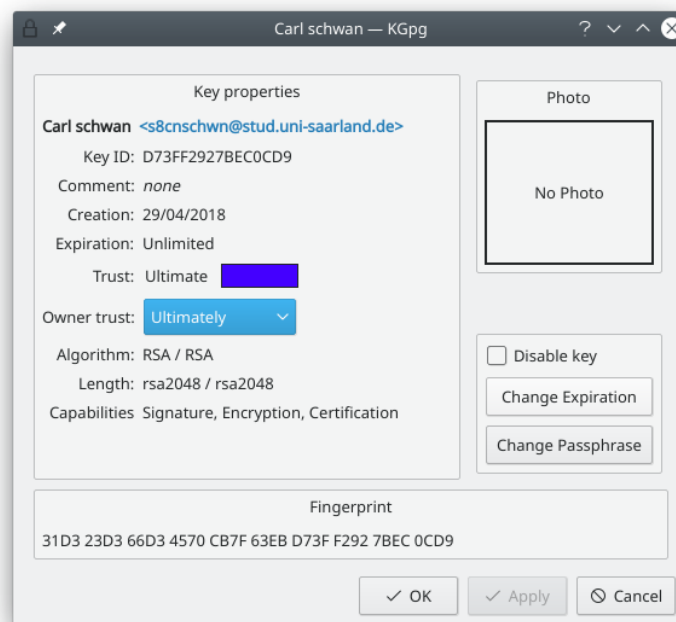 Carl schwan — KGpg
Key properties
Carl schwan <s8cnschwn@stud.uni-saarland.de>
Key ID: D73FF2927BEC0CD9
Comment: none
Creation: 29/04/2018
Expiration: Unlimited
Trust: Ultimate
Owner trust: Ultimately
Algorithm: RSA / RSA
Length: rsa2048 / rsa2048
Capabilities Signature, Encryption, Certification
Photo
No Photo
Disable key
Change Expiration
Change Passphrase
Fingerprint
31D3 23D3 66D3 4570 CB7F 63EB D73F F292 7BEC 0CD9
OK Apply Cancel